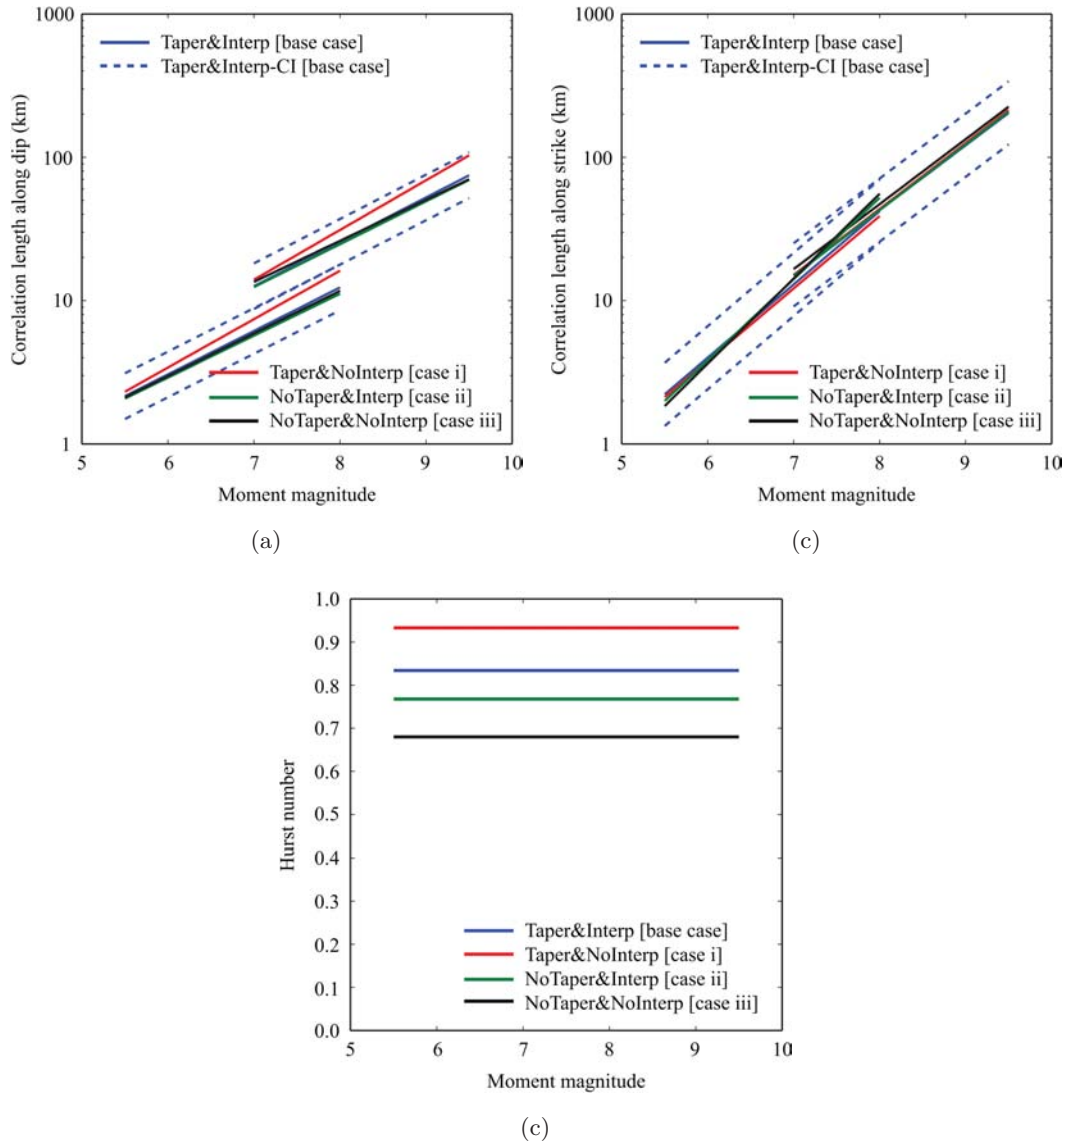 1000
100
10
1
Correlation length along dip (km)
Taper&Interp [base case]
Taper&Interp-CI [base case]
Taper&NoInterp [case i]
NoTaper&Interp [case ii]
NoTaper&NoInterp [case iii]
5 6 7 8 9 10
Moment magnitude
(a)
1000
100
10
1
Correlation length along strike (km)
Taper&Interp [base case]
Taper&Interp-CI [base case]
Taper&NoInterp [case i]
NoTaper&Interp [case ii]
NoTaper&NoInterp [case iii]
5 6 7 8 9 10
Moment magnitude
(c)
1.0
0.9
0.8
0.7
0.6
0.5
0.4
0.3
0.2
0.1
0.0
Hurst number
Taper&Interp [base case]
Taper&NoInterp [case i]
NoTaper&Interp [case ii]
NoTaper&NoInterp [case iii]
5 6 7 8 9 10
Moment magnitude
(c)